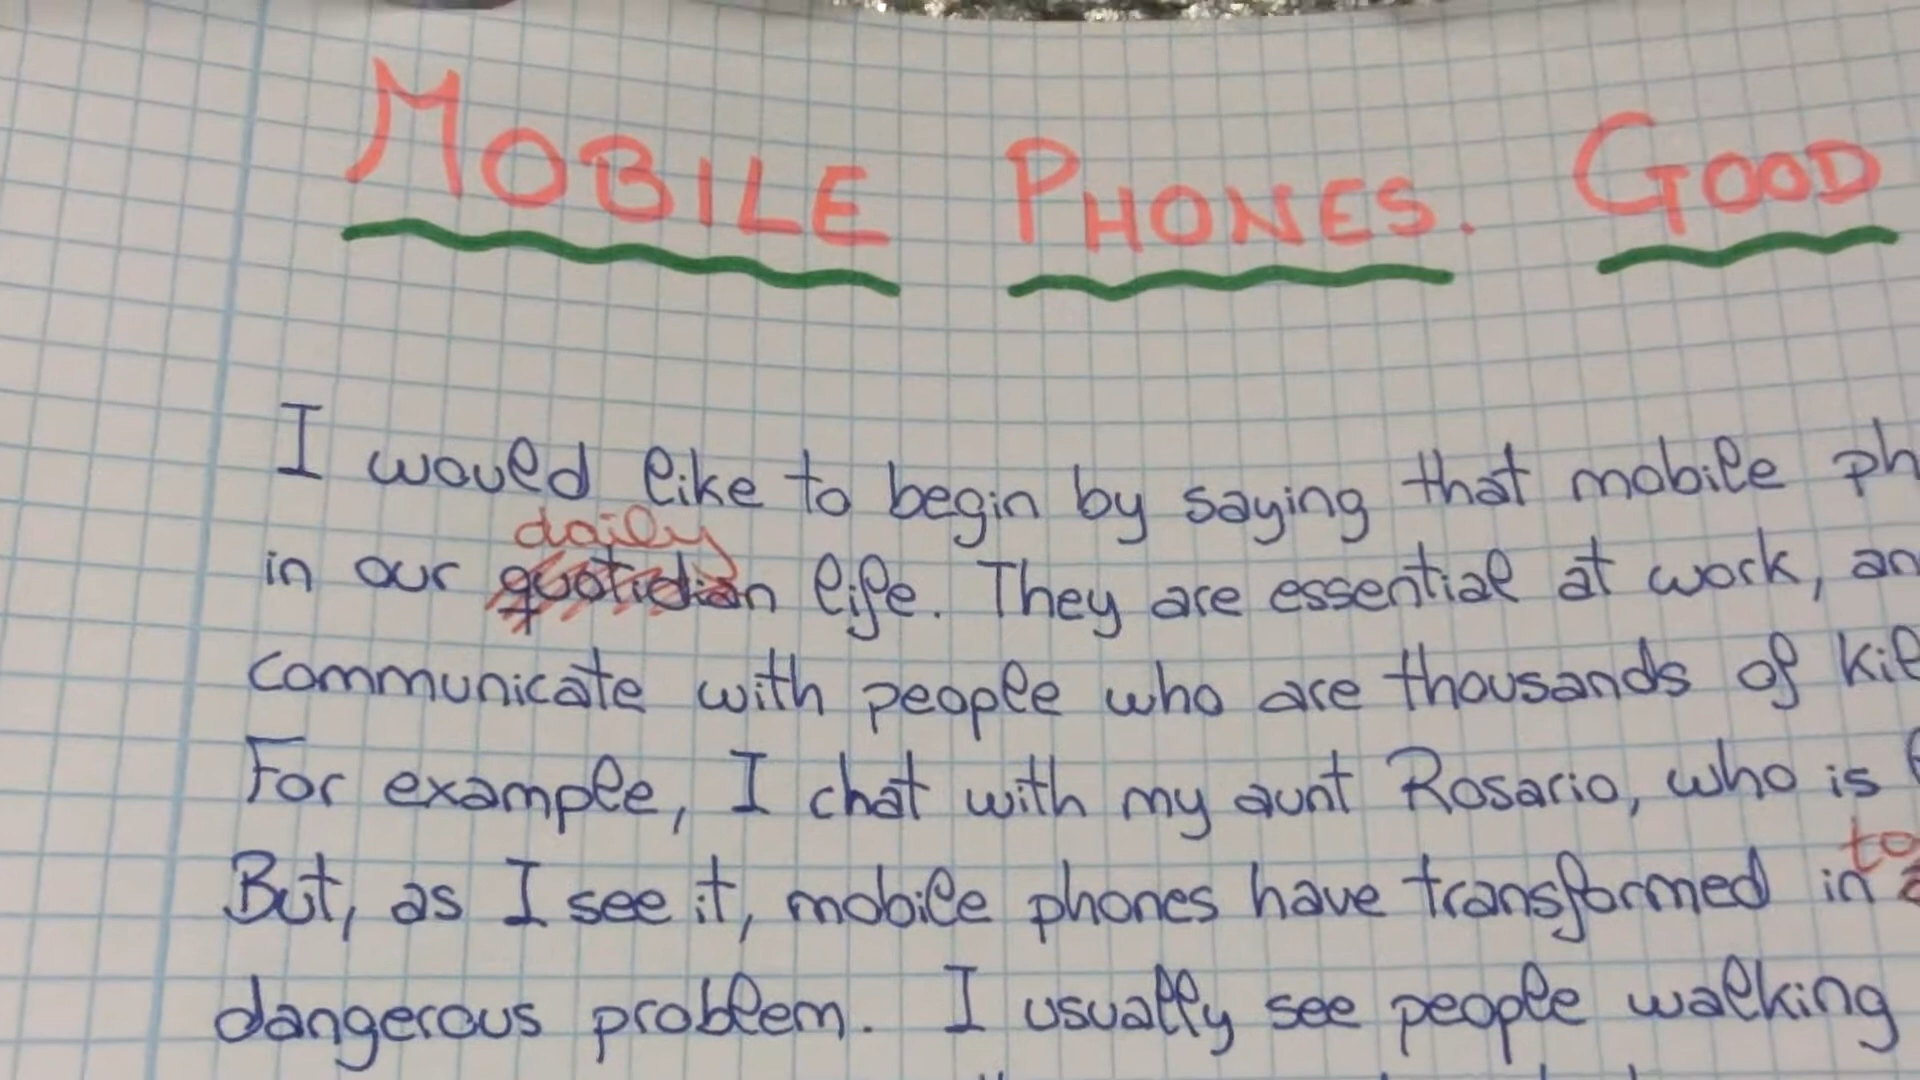 MOBILE PHONES. GOOD
I would like to begin by saying that mobile ph
daily
in our quotidian life. They are essential at work, an
communicate with people who are thousands of kil
For example, I chat with my aunt Rosario, who is
to
But, as I see it, mobile phones have transformed in
dangerous problem. I usually see people walking